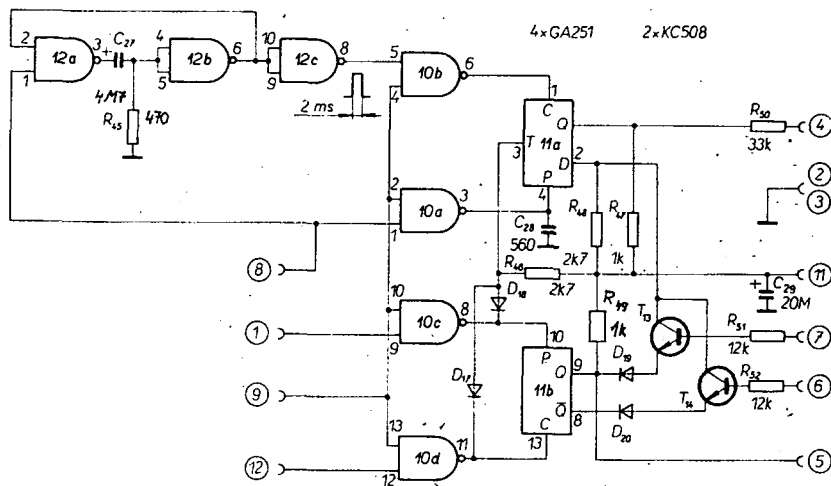 4xGA251 2xKC508
2
1
12a
3
+
C27
4M7
R45
470
4
5
12b
6
10
9
12c
8
2 ms
5
4
10b
6
1
C
Q
T
3
11a
D
2
P
4
R50
33k
4
2
3
2
1
10a
3
C28
560
R48
2k7
R47
1k
R46
2k7
11
+
C29
20M
8
10
9
10c
8
D18
D17
R49
1k
T13
R51
12k
7
1
10
P
Q
9
11b
Q
8
C
13
D19
D20
T14
R52
12k
6
9
13
12
10d
11
12
5